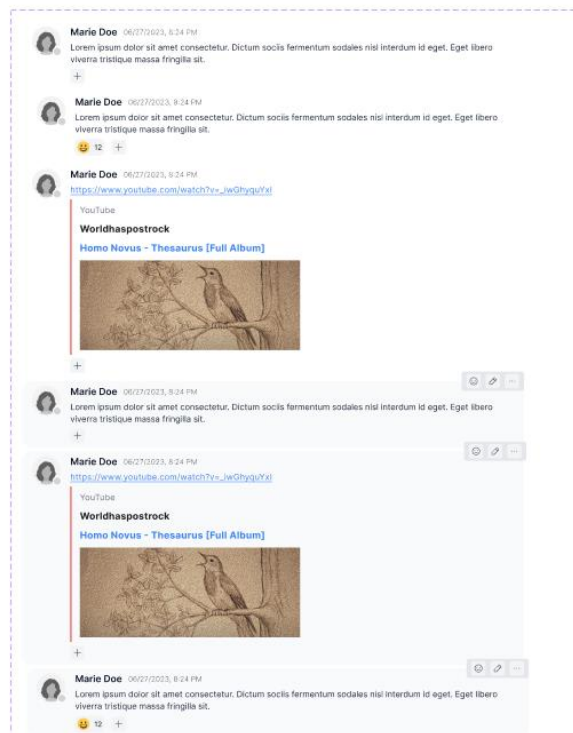 Marie Doe 06/27/2023, 8:24 PM
Lorem ipsum dolor sit amet consectetur. Dictum sociis fermentum sodales nisl interdum id eget. Eget libero
viverra tristique massa fringilla sit.
+
Marie Doe 06/27/2023, 8:24 PM
Lorem ipsum dolor sit amet consectetur. Dictum sociis fermentum sodales nisl interdum id eget. Eget libero
viverra tristique massa fringilla sit.
12 +
Marie Doe 06/27/2023, 8:24 PM
https://www.youtube.com/watch?v=_iwGhyquYxI
YouTube
Worldhaspostrock
Homo Novus - Thesaurus [Full Album]
+
Marie Doe 06/27/2023, 8:24 PM
Lorem ipsum dolor sit amet consectetur. Dictum sociis fermentum sodales nisl interdum id eget. Eget libero
viverra tristique massa fringilla sit.
+
Marie Doe 06/27/2023, 8:24 PM
https://www.youtube.com/watch?v=_iwGhyquYxI
YouTube
Worldhaspostrock
Homo Novus - Thesaurus [Full Album]
+
Marie Doe 06/27/2023, 8:24 PM
Lorem ipsum dolor sit amet consectetur. Dictum sociis fermentum sodales nisl interdum id eget. Eget libero
viverra tristique massa fringilla sit.
12 +